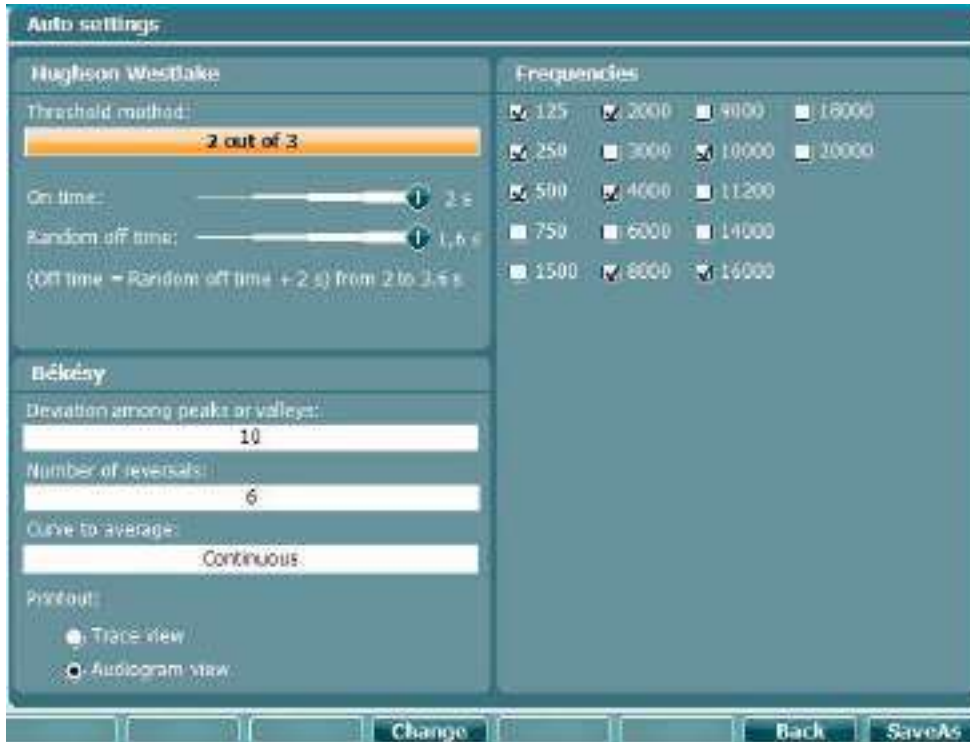 Auto settings
Hughson Westlake
Threshold method:
2 out of 3
On time:
2 s
Random off time:
1,6 s
(Off time = Random off time + 2 s) from 2 to 3,6 s
Békésy
Deviation among peaks or valleys:
10
Number of reversals:
6
Curve to average:
Continuous
Printout:
Trace view
Audiogram view
Frequencies
125 2000 9000 18000
250 3000 10000 20000
500 4000 11200
750 6000 14000
1500 8000 16000
Change Back SaveAs